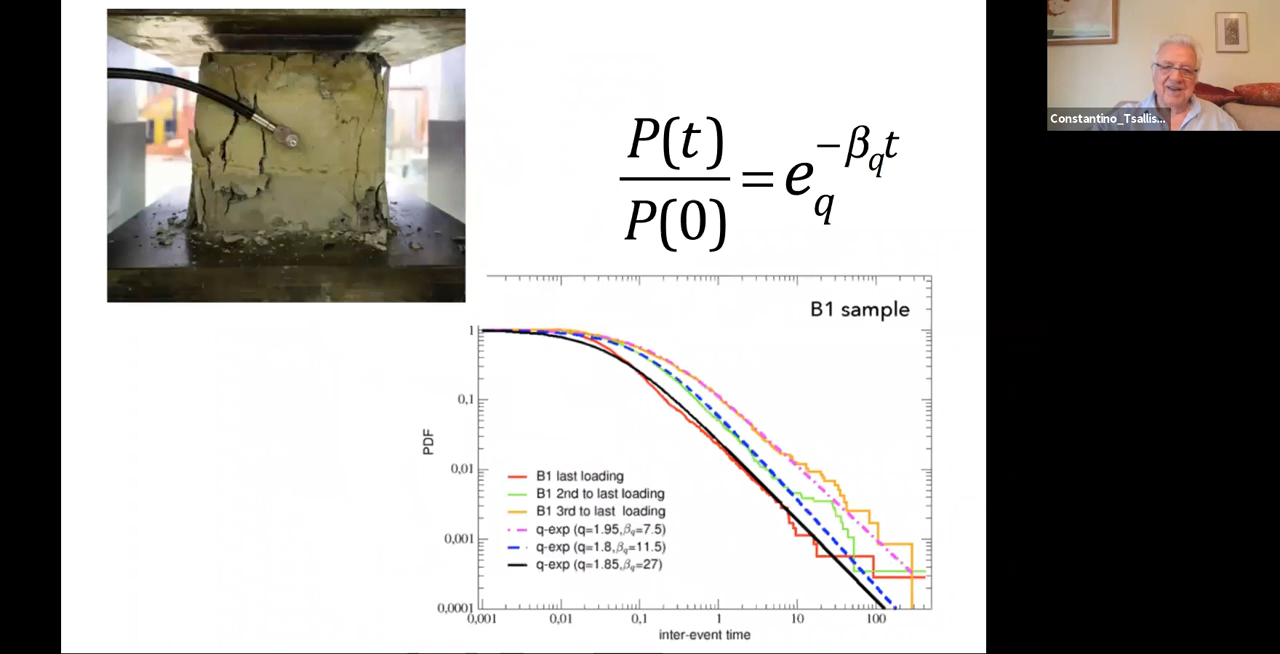 P(t)
P(0)
= e_q^{-β_q t}
Constantino_Tsallis...
B1 sample
PDF
1
0,1
0,01
0,001
0,0001
B1 last loading
B1 2nd to last loading
B1 3rd to last loading
q-exp (q=1.95,β_q=7.5)
q-exp (q=1.8,β_q=11.5)
q-exp (q=1.85,β_q=27)
0,001 0,01 0,1 1 10 100
inter-event time